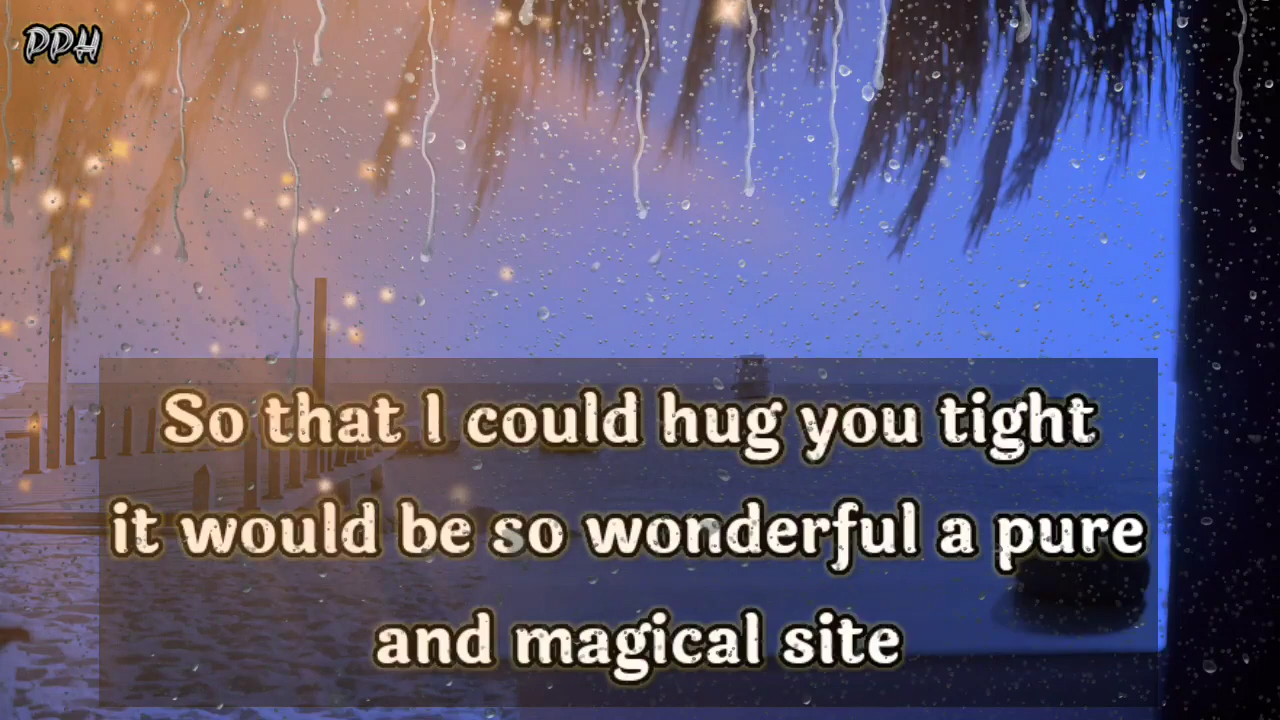 PPH
So that I could hug you tight
it would be so wonderful a pure
and magical site